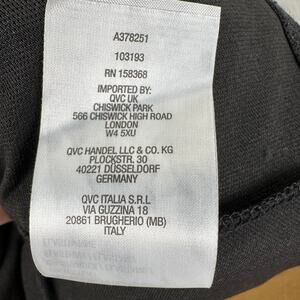 A378251
103193
RN 158368
IMPORTED BY:
QVC UK
CHISWICK PARK
566 CHISWICK HIGH ROAD
LONDON
W4 5XU
QVC HANDEL LLC & CO. KG
PLOCKSTR. 30
40221 DÜSSELDORF
GERMANY
QVC ITALIA S.R.L
VIA GUZZINA 18
20861 BRUGHERIO (MB)
ITALY